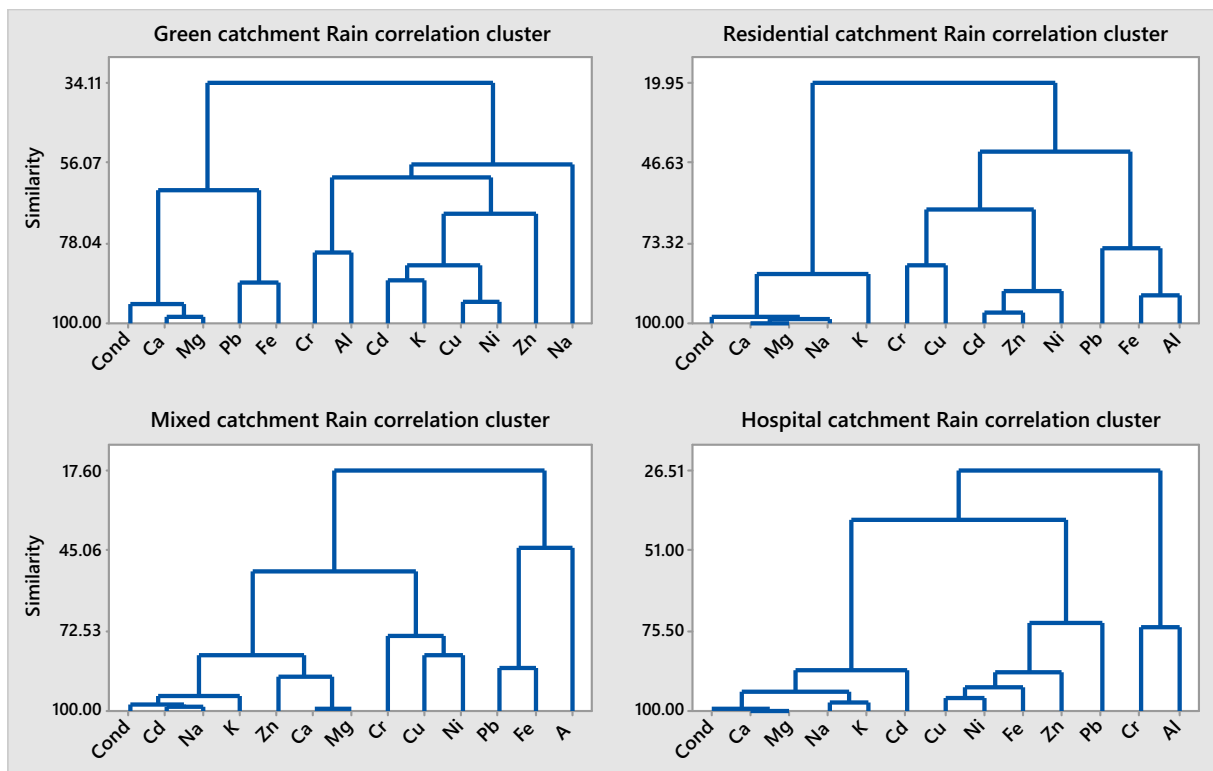 Green catchment Rain correlation cluster
Similarity
34.11
56.07
78.04
100.00
Cond Ca Mg Pb Fe Cr Al Cd K Cu Ni Zn Na
Residential catchment Rain correlation cluster
19.95
46.63
73.32
100.00
Cond Ca Mg Na K Cr Cu Cd Zn Ni Pb Fe Al
Mixed catchment Rain correlation cluster
Similarity
17.60
45.06
72.53
100.00
Cond Cd Na K Zn Ca Mg Cr Cu Ni Pb Fe A
Hospital catchment Rain correlation cluster
26.51
51.00
75.50
100.00
Cond Ca Mg Na K Cd Cu Ni Fe Zn Pb Cr Al